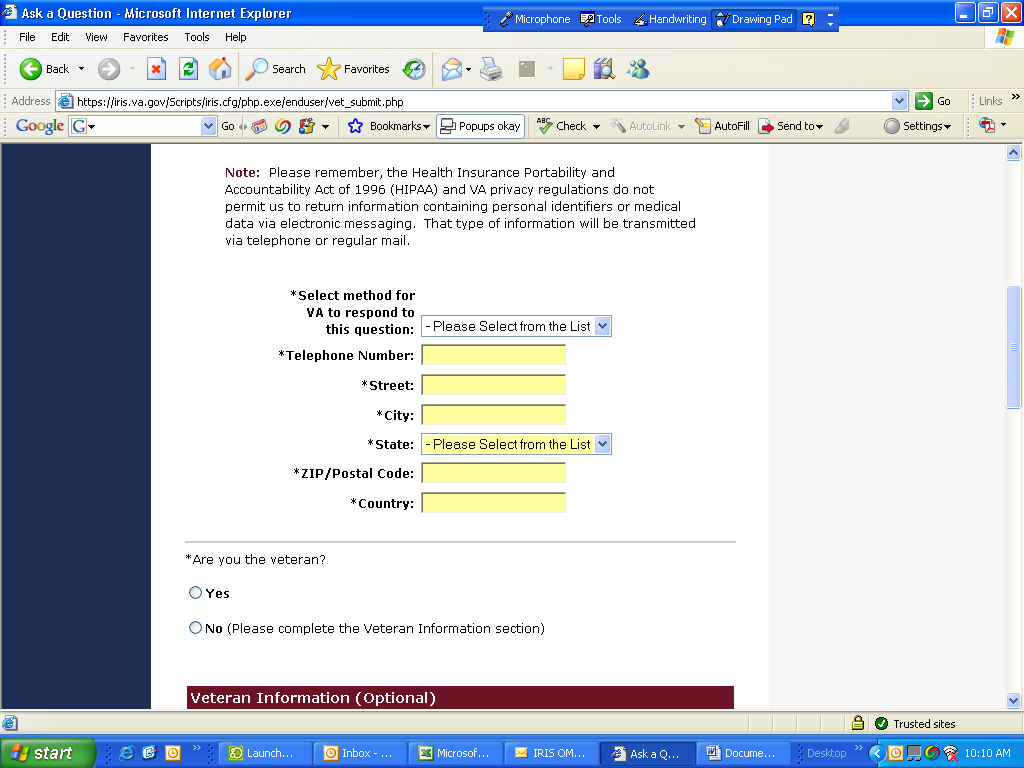 Ask a Question - Microsoft Internet Explorer
Microphone Tools Handwriting Drawing Pad ?
File Edit View Favorites Tools Help
Back Search Favorites
Address https://iris.va.gov/Scripts/iris.cfg/php.exe/enduser/vet_submit.php Go Links »
Google G Go Bookmarks Popups okay ABC Check AutoLink AutoFill Send to Settings
Note: Please remember, the Health Insurance Portability and
Accountability Act of 1996 (HIPAA) and VA privacy regulations do not
permit us to return information containing personal identifiers or medical
data via electronic messaging. That type of information will be transmitted
via telephone or regular mail.
*Select method for
VA to respond to
this question: - Please Select from the List
*Telephone Number:
*Street:
*City:
*State: - Please Select from the List
*ZIP/Postal Code:
*Country:
*Are you the veteran?
Yes
No (Please complete the Veteran Information section)
Veteran Information (Optional)
Trusted sites
start » Launch... Inbox - ... Microsof... IRIS OM... Ask a Q... Docume... Desktop » 10:10 AM